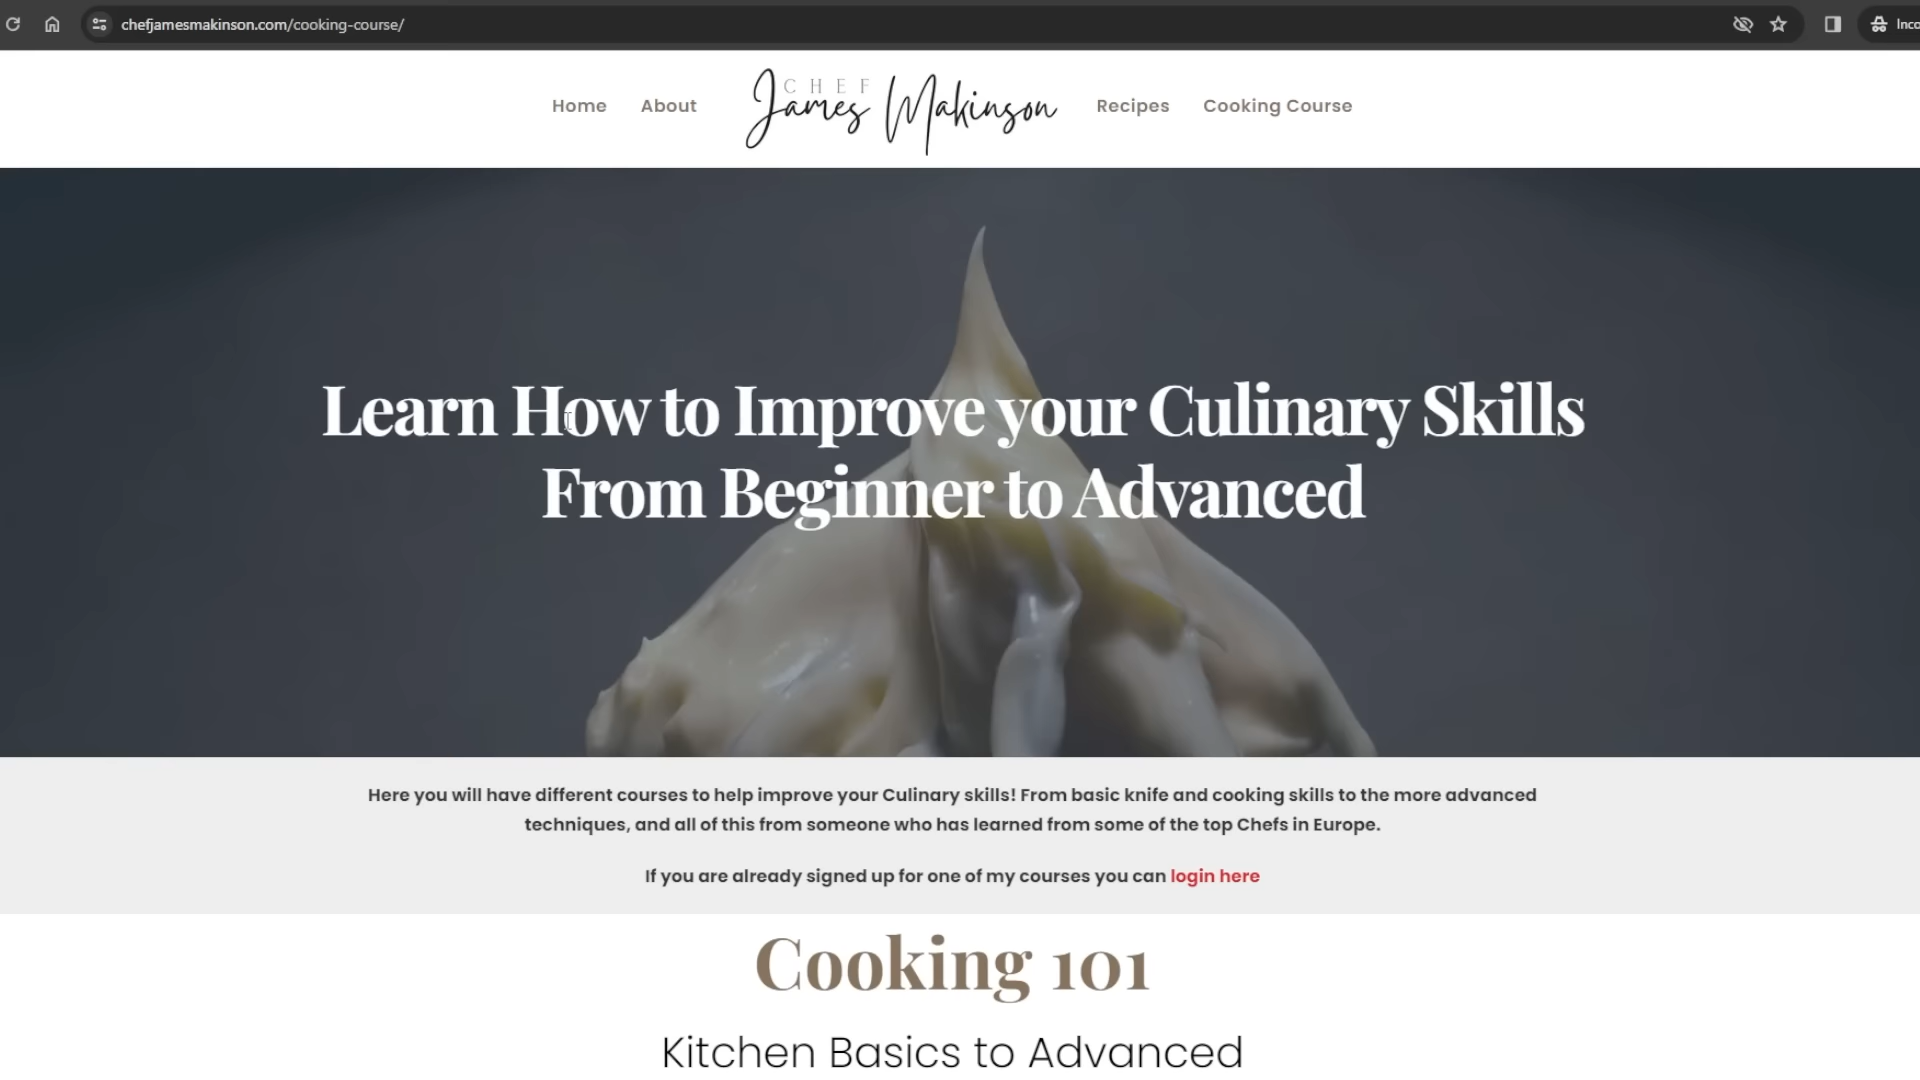 chefjamesmakinson.com/cooking-course/
Home About CHEF James Makinson Recipes Cooking Course
Learn How to Improve your Culinary Skills
From Beginner to Advanced
Here you will have different courses to help improve your Culinary skills! From basic knife and cooking skills to the more advanced
techniques, and all of this from someone who has learned from some of the top Chefs in Europe.
If you are already signed up for one of my courses you can login here
Cooking 101
Kitchen Basics to Advanced